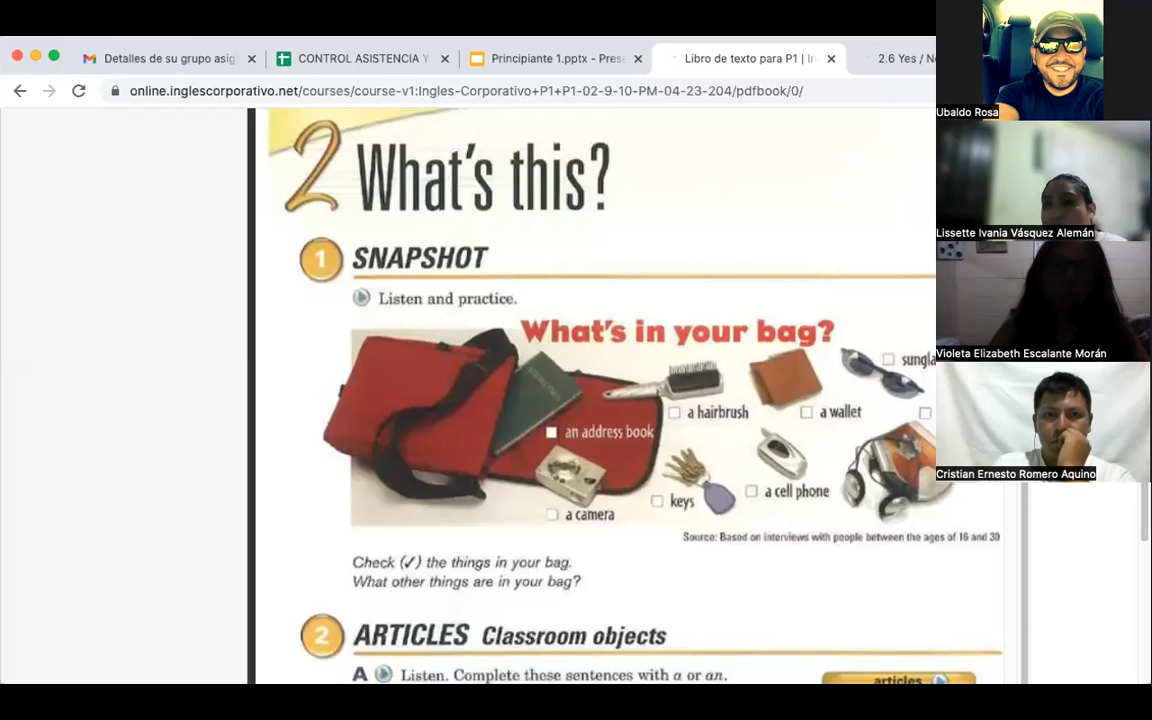 Detalles de su grupo asig
CONTROL ASISTENCIA Y
Principiante 1.pptx - Pres
Libro de texto para P1 | In
2.6 Yes / N
online.inglescorporativo.net/courses/course-v1:Ingles-Corporativo+P1+P1-02-9-10-PM-04-23-204/pdfbook/0/
Ubaldo Rosa
Lissette Ivania Vásquez Alemán
Violeta Elizabeth Escalante Morán
Cristian Ernesto Romero Aquino
2 What's this?
1 SNAPSHOT
Listen and practice.
What's in your bag?
ADDRESSES
sungla
a hairbrush
a wallet
an address book
a cell phone
keys
a camera
Source: Based on interviews with people between the ages of 16 and 30
Check (✓) the things in your bag.
What other things are in your bag?
2 ARTICLES Classroom objects
A Listen. Complete these sentences with a or an.
articles